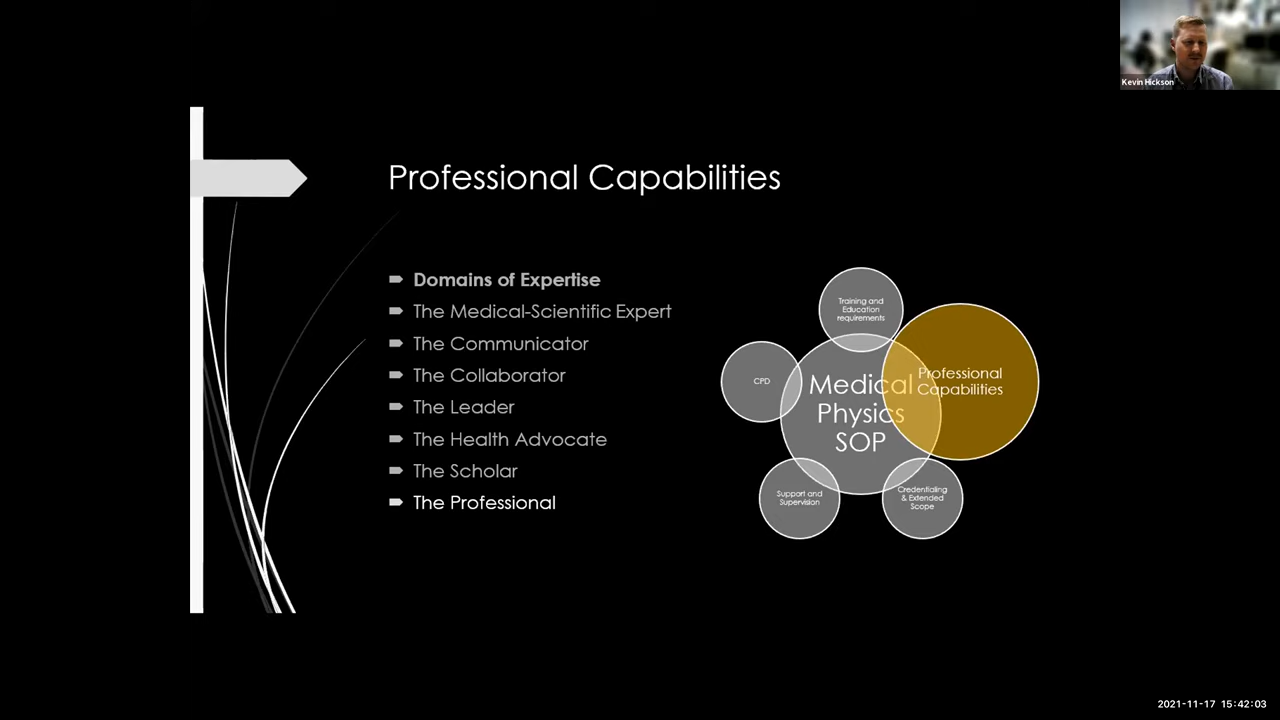 Kevin Hickson
Professional Capabilities
Domains of Expertise
The Medical-Scientific Expert
The Communicator
The Collaborator
The Leader
The Health Advocate
The Scholar
The Professional
Training and
Education
requirements
Professional
Capabilities
CPD
Medical
Physics
SOP
Support and
Supervision
Credentialing
& Extended
Scope
2021-11-17 15:42:03